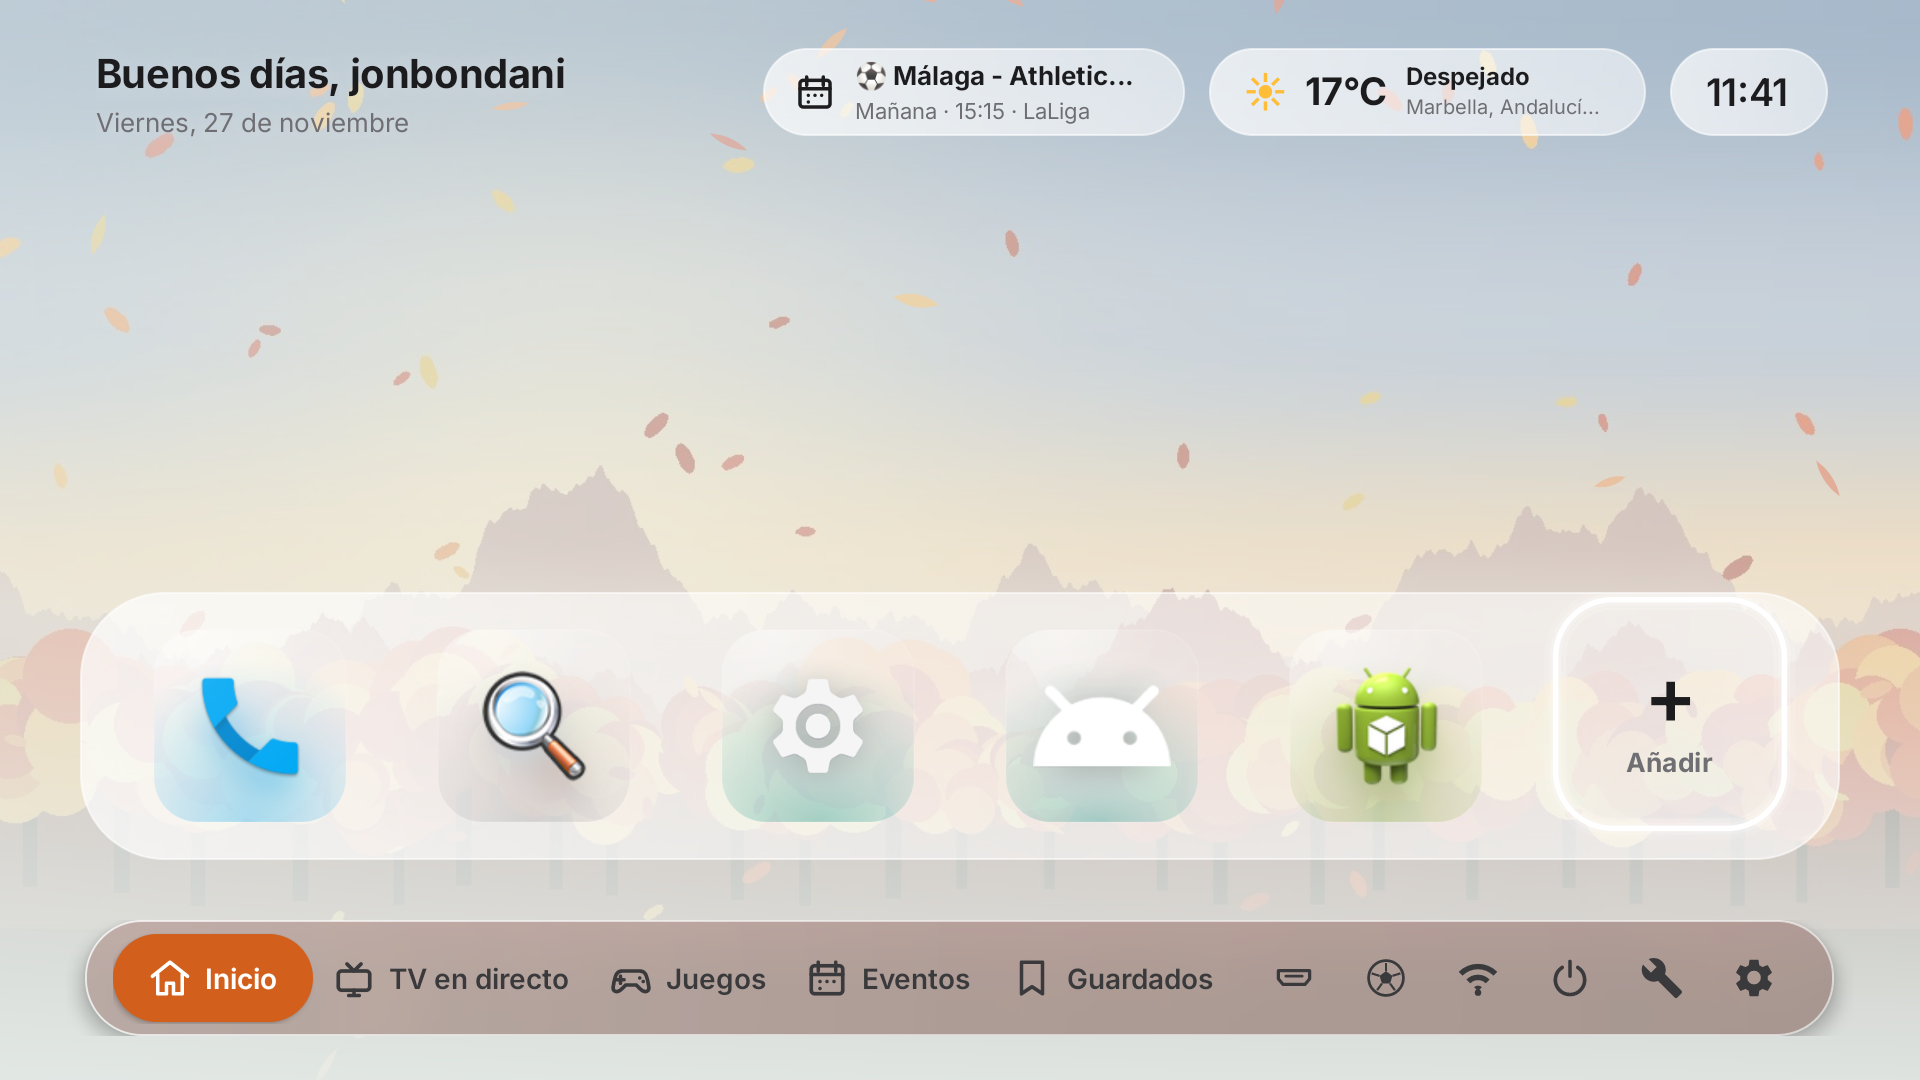 Buenos días, jonbondani
Viernes, 27 de noviembre
⚽ Málaga - Athletic...
Mañana · 15:15 · LaLiga
17°C
Despejado
Marbella, Andalucí...
11:41
+
Añadir
Inicio
TV en directo
Juegos
Eventos
Guardados